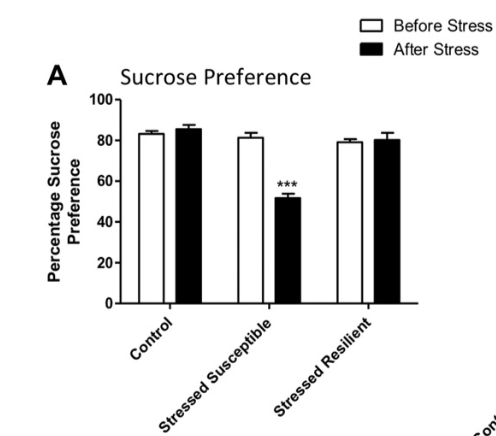 Before Stress
After Stress
A
Sucrose Preference
Percentage Sucrose
Preference
100
80
60
40
20
0
***
Control
Stressed Susceptible
Stressed Resilient